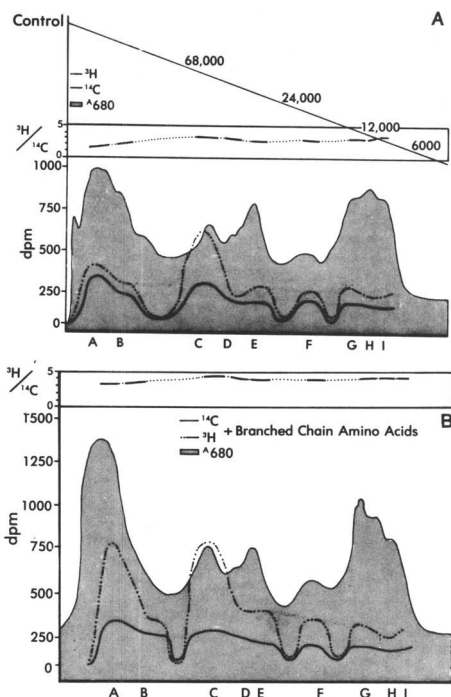 Control
A
68,000
³H
¹⁴C
ᴬ680
24,000
12,000
6000
³H/¹⁴C
5
0
1000
750
500
250
0
dpm
A B C D E F G H I
³H/¹⁴C
5
0
B
¹⁴C
³H + Branched Chain Amino Acids
ᴬ680
1500
1250
1000
750
500
250
0
dpm
A B C D E F G H I